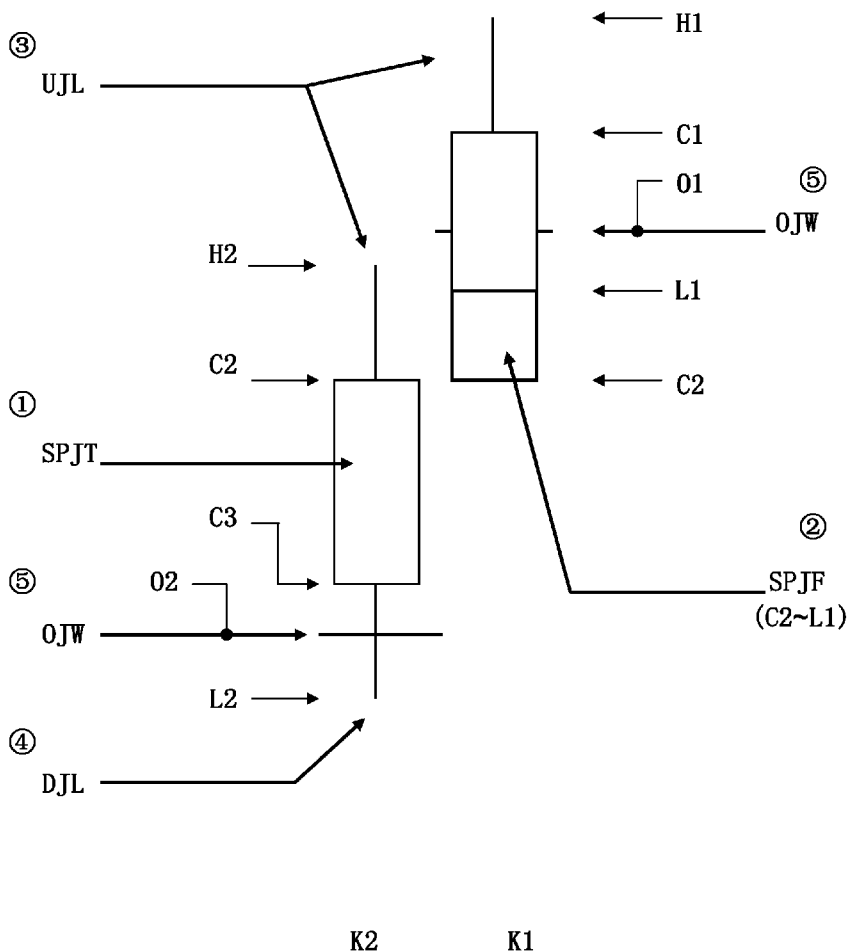 ③
UJL
H1
C1
O1
⑤
OJW
L1
C2
H2
C2
①
SPJT
C3
②
SPJF
(C2~L1)
⑤
O2
OJW
L2
④
DJL
K2
K1